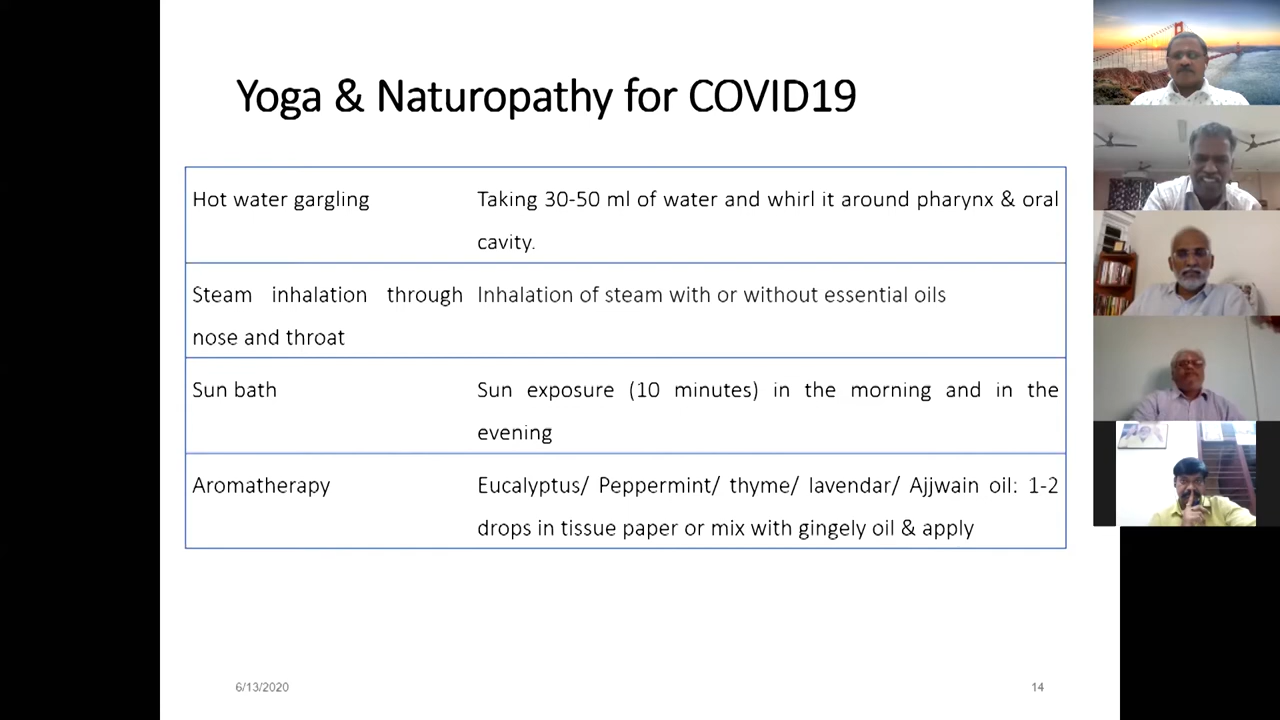 Yoga & Naturopathy for COVID19
Hot water gargling
Taking 30-50 ml of water and whirl it around pharynx & oral
cavity.
Steam inhalation through
nose and throat
Inhalation of steam with or without essential oils
Sun bath
Sun exposure (10 minutes) in the morning and in the
evening
Aromatherapy
Eucalyptus/ Peppermint/ thyme/ lavendar/ Ajjwain oil: 1-2
drops in tissue paper or mix with gingely oil & apply
6/13/2020
14